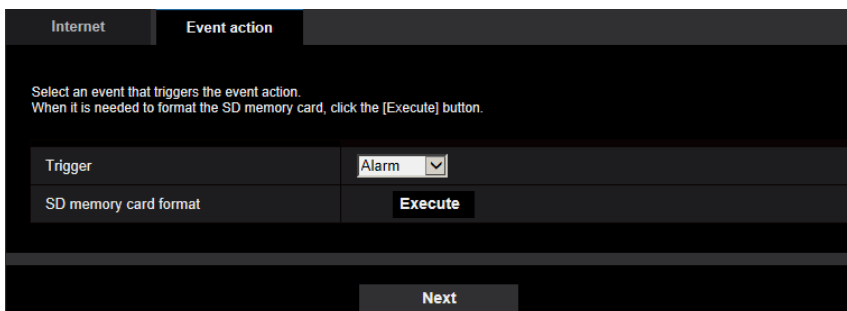 Internet Event action
Select an event that triggers the event action.
When it is needed to format the SD memory card, click the [Execute] button.
Trigger Alarm
SD memory card format Execute
Next